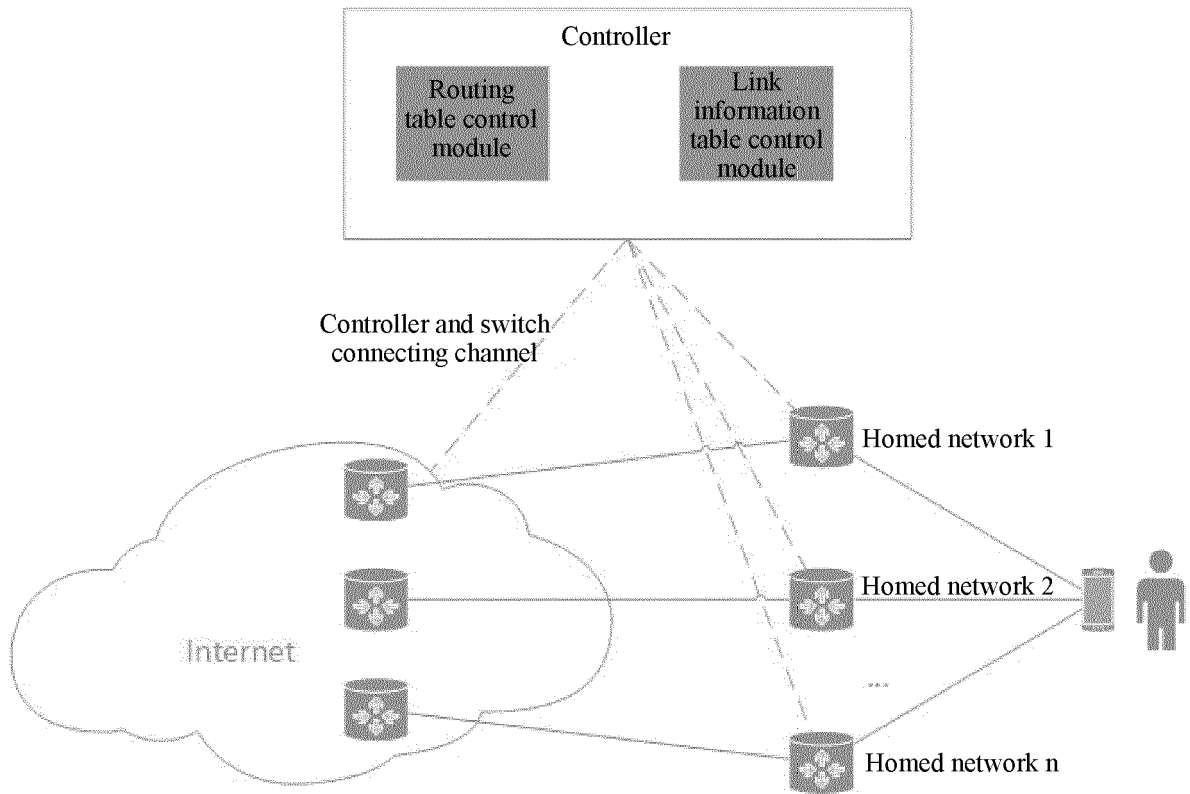 Controller
Routing
table control
module
Link
information
table control
module
Controller and switch
connecting channel
Homed network 1
Homed network 2
Internet
Homed network n